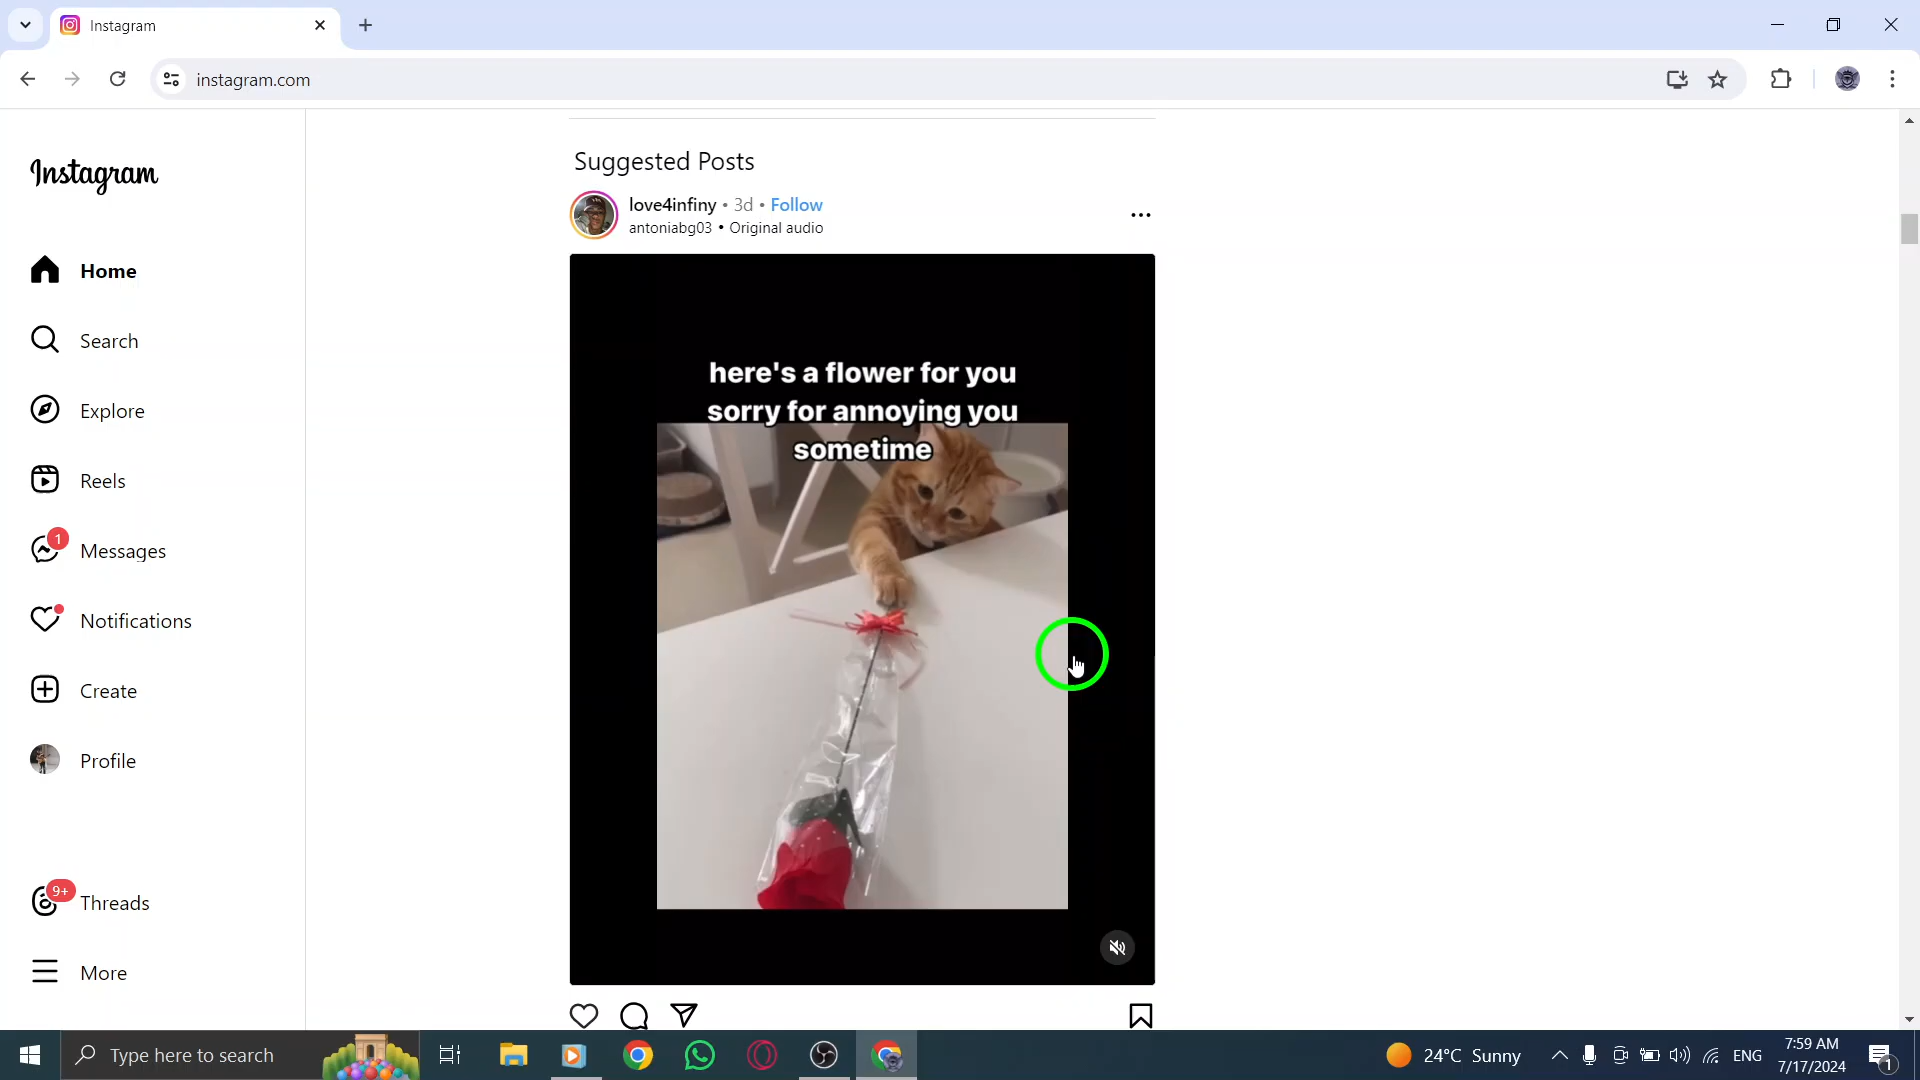 Instagram
instagram.com
Instagram
Home
Search
Explore
Reels
1
Messages
Notifications
Create
Profile
9+
Threads
More
Suggested Posts
love4infiny • 3d • Follow
antoniabg03 • Original audio
here's a flower for you
sorry for annoying you
sometime
Type here to search
24°C Sunny
ENG
7:59 AM
7/17/2024
1